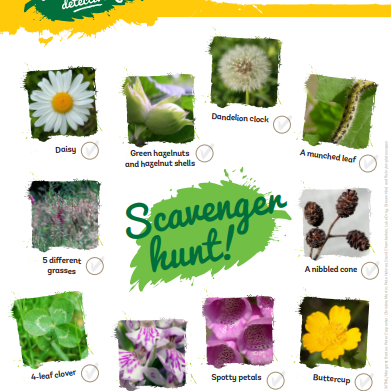 detect
Dandelion clock
Daisy
Green hazelnuts
and hazelnut shells
A munched leaf
Scavenger
hunt!
5 different
grasses
A nibbled cone
4-leaf clover
Spotty petals
Buttercup